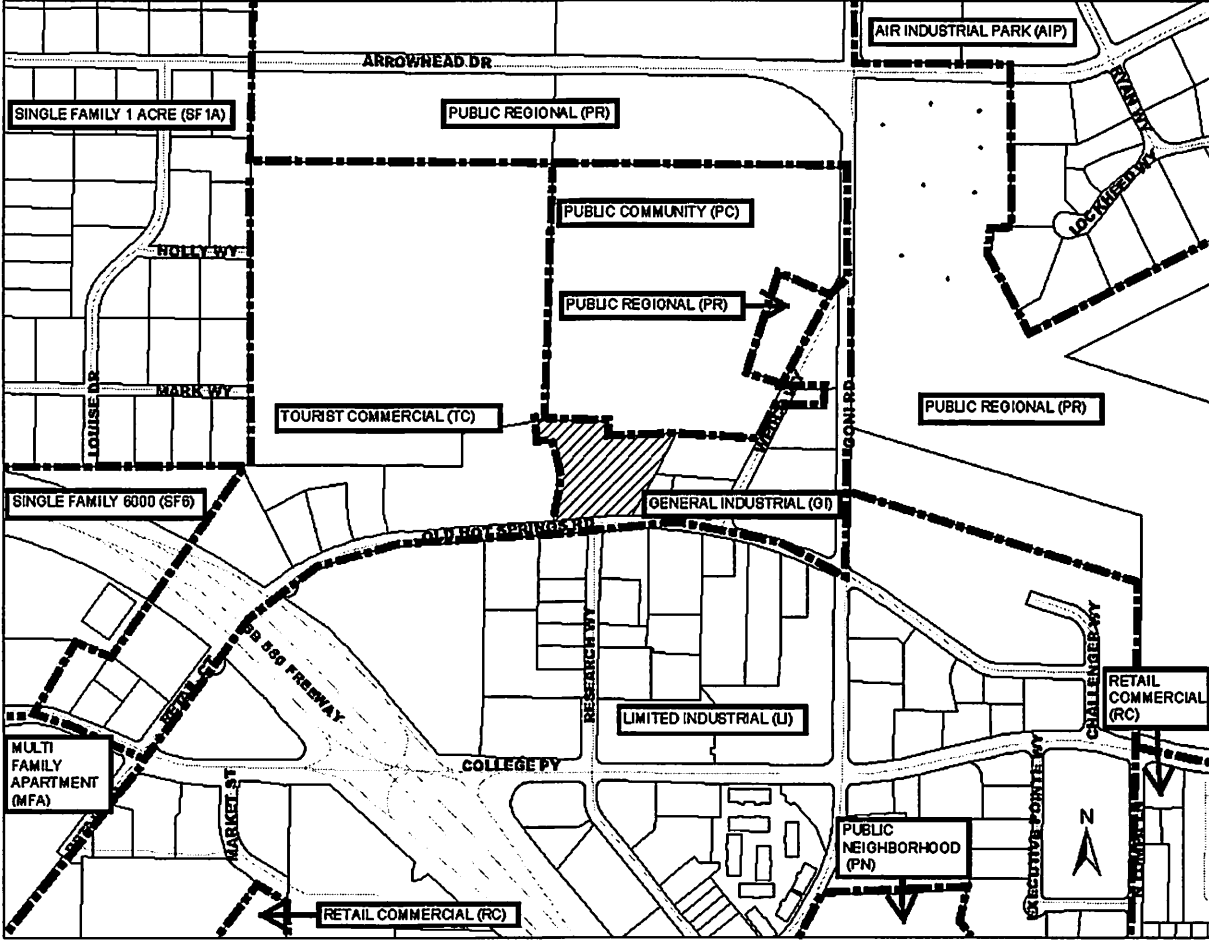 AIR INDUSTRIAL PARK (AIP)
ARROWHEAD DR
RYAN WY
SINGLE FAMILY 1 ACRE (SF1A)
PUBLIC REGIONAL (PR)
LOCKHEED WY
PUBLIC COMMUNITY (PC)
HOLLY WY
PUBLIC REGIONAL (PR)
MARK WY
LOUISE DR
GONI RD
TOURIST COMMERCIAL (TC)
PUBLIC REGIONAL (PR)
SINGLE FAMILY 6000 (SF6)
GENERAL INDUSTRIAL (GI)
OLD HOT SPRINGS RD
RESEARCH WY
CHALLENGER WY
FREEWAY
RETAIL
COMMERCIAL
(RC)
LIMITED INDUSTRIAL (LI)
MULTI
FAMILY
APARTMENT
(MFA)
COLLEGE PY
MARKET ST
EXECUTIVE POINTE WY
N
PUBLIC
NEIGHBORHOOD
(PN)
RETAIL COMMERCIAL (RC)